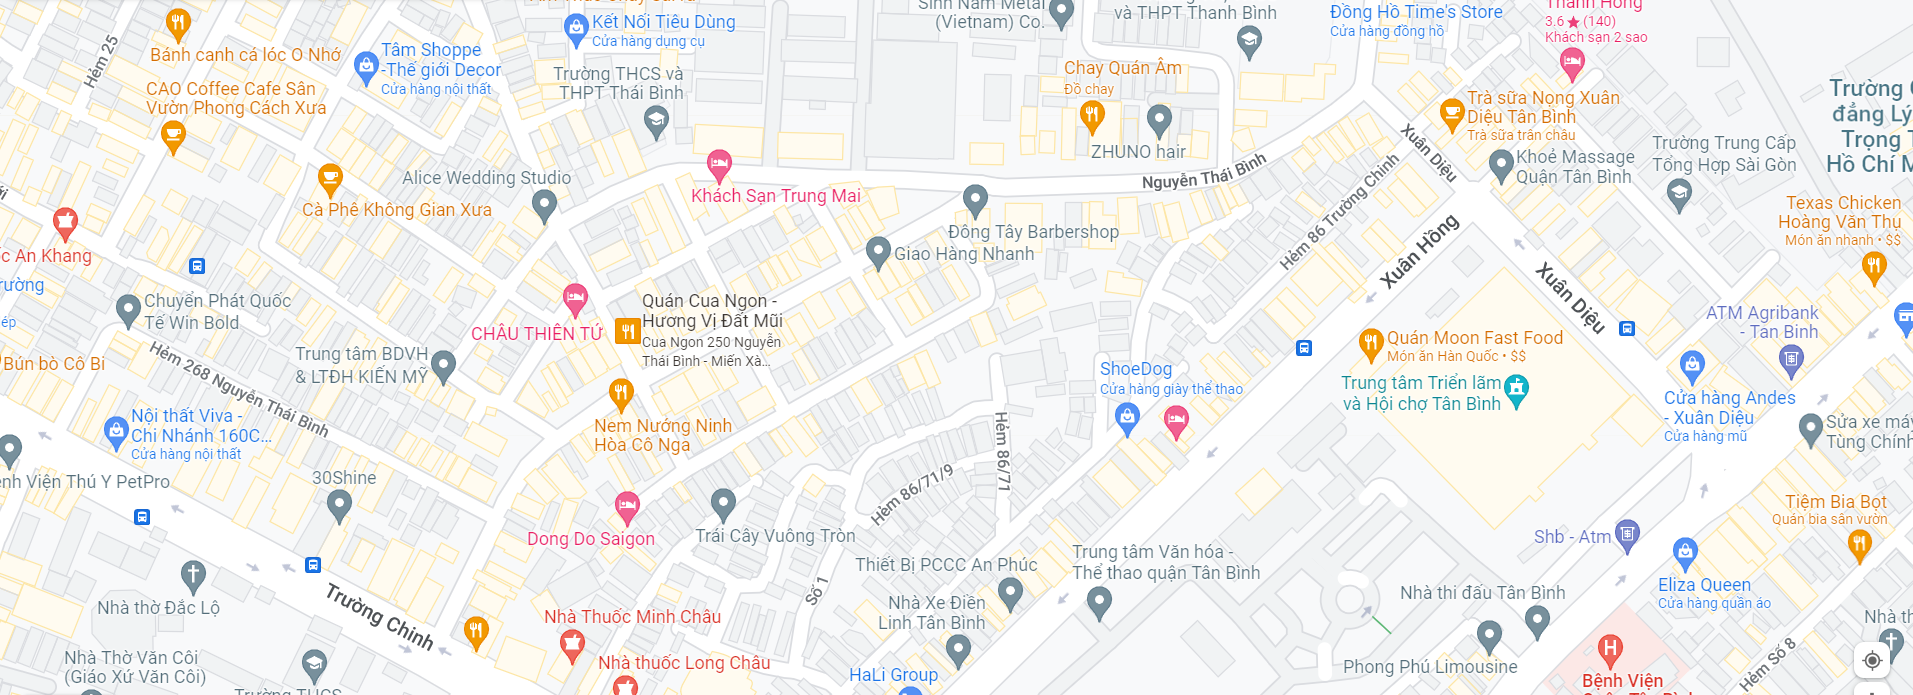 Sinh Nam Metal
(Vietnam) Co.
và THPT Thanh Bình
Đồng Hồ Time's Store
Cửa hàng đồng hồ
Thanh Hong
3.6 ★ (140)
Khách sạn 2 sao
Kết Nối Tiêu Dùng
Cửa hàng dụng cụ
Hẻm 25
Bánh canh cá lóc O Nhớ
Tâm Shoppe
-Thế giới Decor
Cửa hàng nội thất
Trường THCS và
THPT Thái Bình
CAO Coffee Cafe Sân
Vườn Phong Cách Xưa
Chay Quán Âm
Đồ chay
ZHUNO hair
Trà sữa Nọng Xuân
Diệu Tân Bình
Trà sữa trân châu
Xuân Diệu
Khoẻ Massage
Quận Tân Bình
Trường Trung Cấp
Tổng Hợp Sài Gòn
Trường C
đẳng Lý
Trọng T
Hồ Chí M
Alice Wedding Studio
Khách Sạn Trung Mai
Nguyễn Thái Bình
Hẻm 86 Trường Chinh
Cà Phê Không Gian Xưa
Texas Chicken
Hoàng Văn Thụ
Món ăn nhanh • $$
Đông Tây Barbershop
Giao Hàng Nhanh
Xuân Hồng
Xuân Diệu
c An Khang
rường
ép
Chuyển Phát Quốc
Tế Win Bold
Quán Cua Ngon -
Hương Vị Đất Mũi
Cua Ngon 250 Nguyễn
Thái Bình - Miến Xà...
CHÂU THIÊN TỨ
ATM Agribank
- Tân Bình
Quán Moon Fast Food
Món ăn Hàn Quốc • $$
Bún bò Cô Bi
Hẻm 268 Nguyễn Thái Bình
Trung tâm BDVH
& LTĐH KIẾN MỸ
ShoeDog
Cửa hàng giày thể thao
Trung tâm Triển lãm
và Hội chợ Tân Bình
Cửa hàng Andes
- Xuân Diệu
Cửa hàng mũ
Nội thất Viva -
Chi Nhánh 160C...
Cửa hàng nội thất
Nem Nướng Ninh
Hòa Cô Nga
Hẻm 86/71
Sửa xe máy
Tùng Chính
ệnh Viện Thú Y PetPro
30Shine
Hẻm 86/71/9
Tiệm Bia Bọt
Quán bia sân vườn
Dong Do Saigon
Trái Cây Vuông Tròn
Shb - Atm
Thiết Bị PCCC An Phúc
Trung tâm Văn hóa -
Thể thao quận Tân Bình
Eliza Queen
Cửa hàng quần áo
Số 1
Nhà thi đấu Tân Bình
Nhà thờ Đắc Lộ
Trường Chinh
Nhà Thuốc Minh Châu
Nhà Xe Điền
Linh Tân Bình
Nhà th
Nhà Thờ Văn Côi
(Giáo Xứ Văn Côi)
Nhà thuốc Long Châu
HaLi Group
Phong Phú Limousine
Hẻm Số 8
Bệnh Viện
Trường THCS